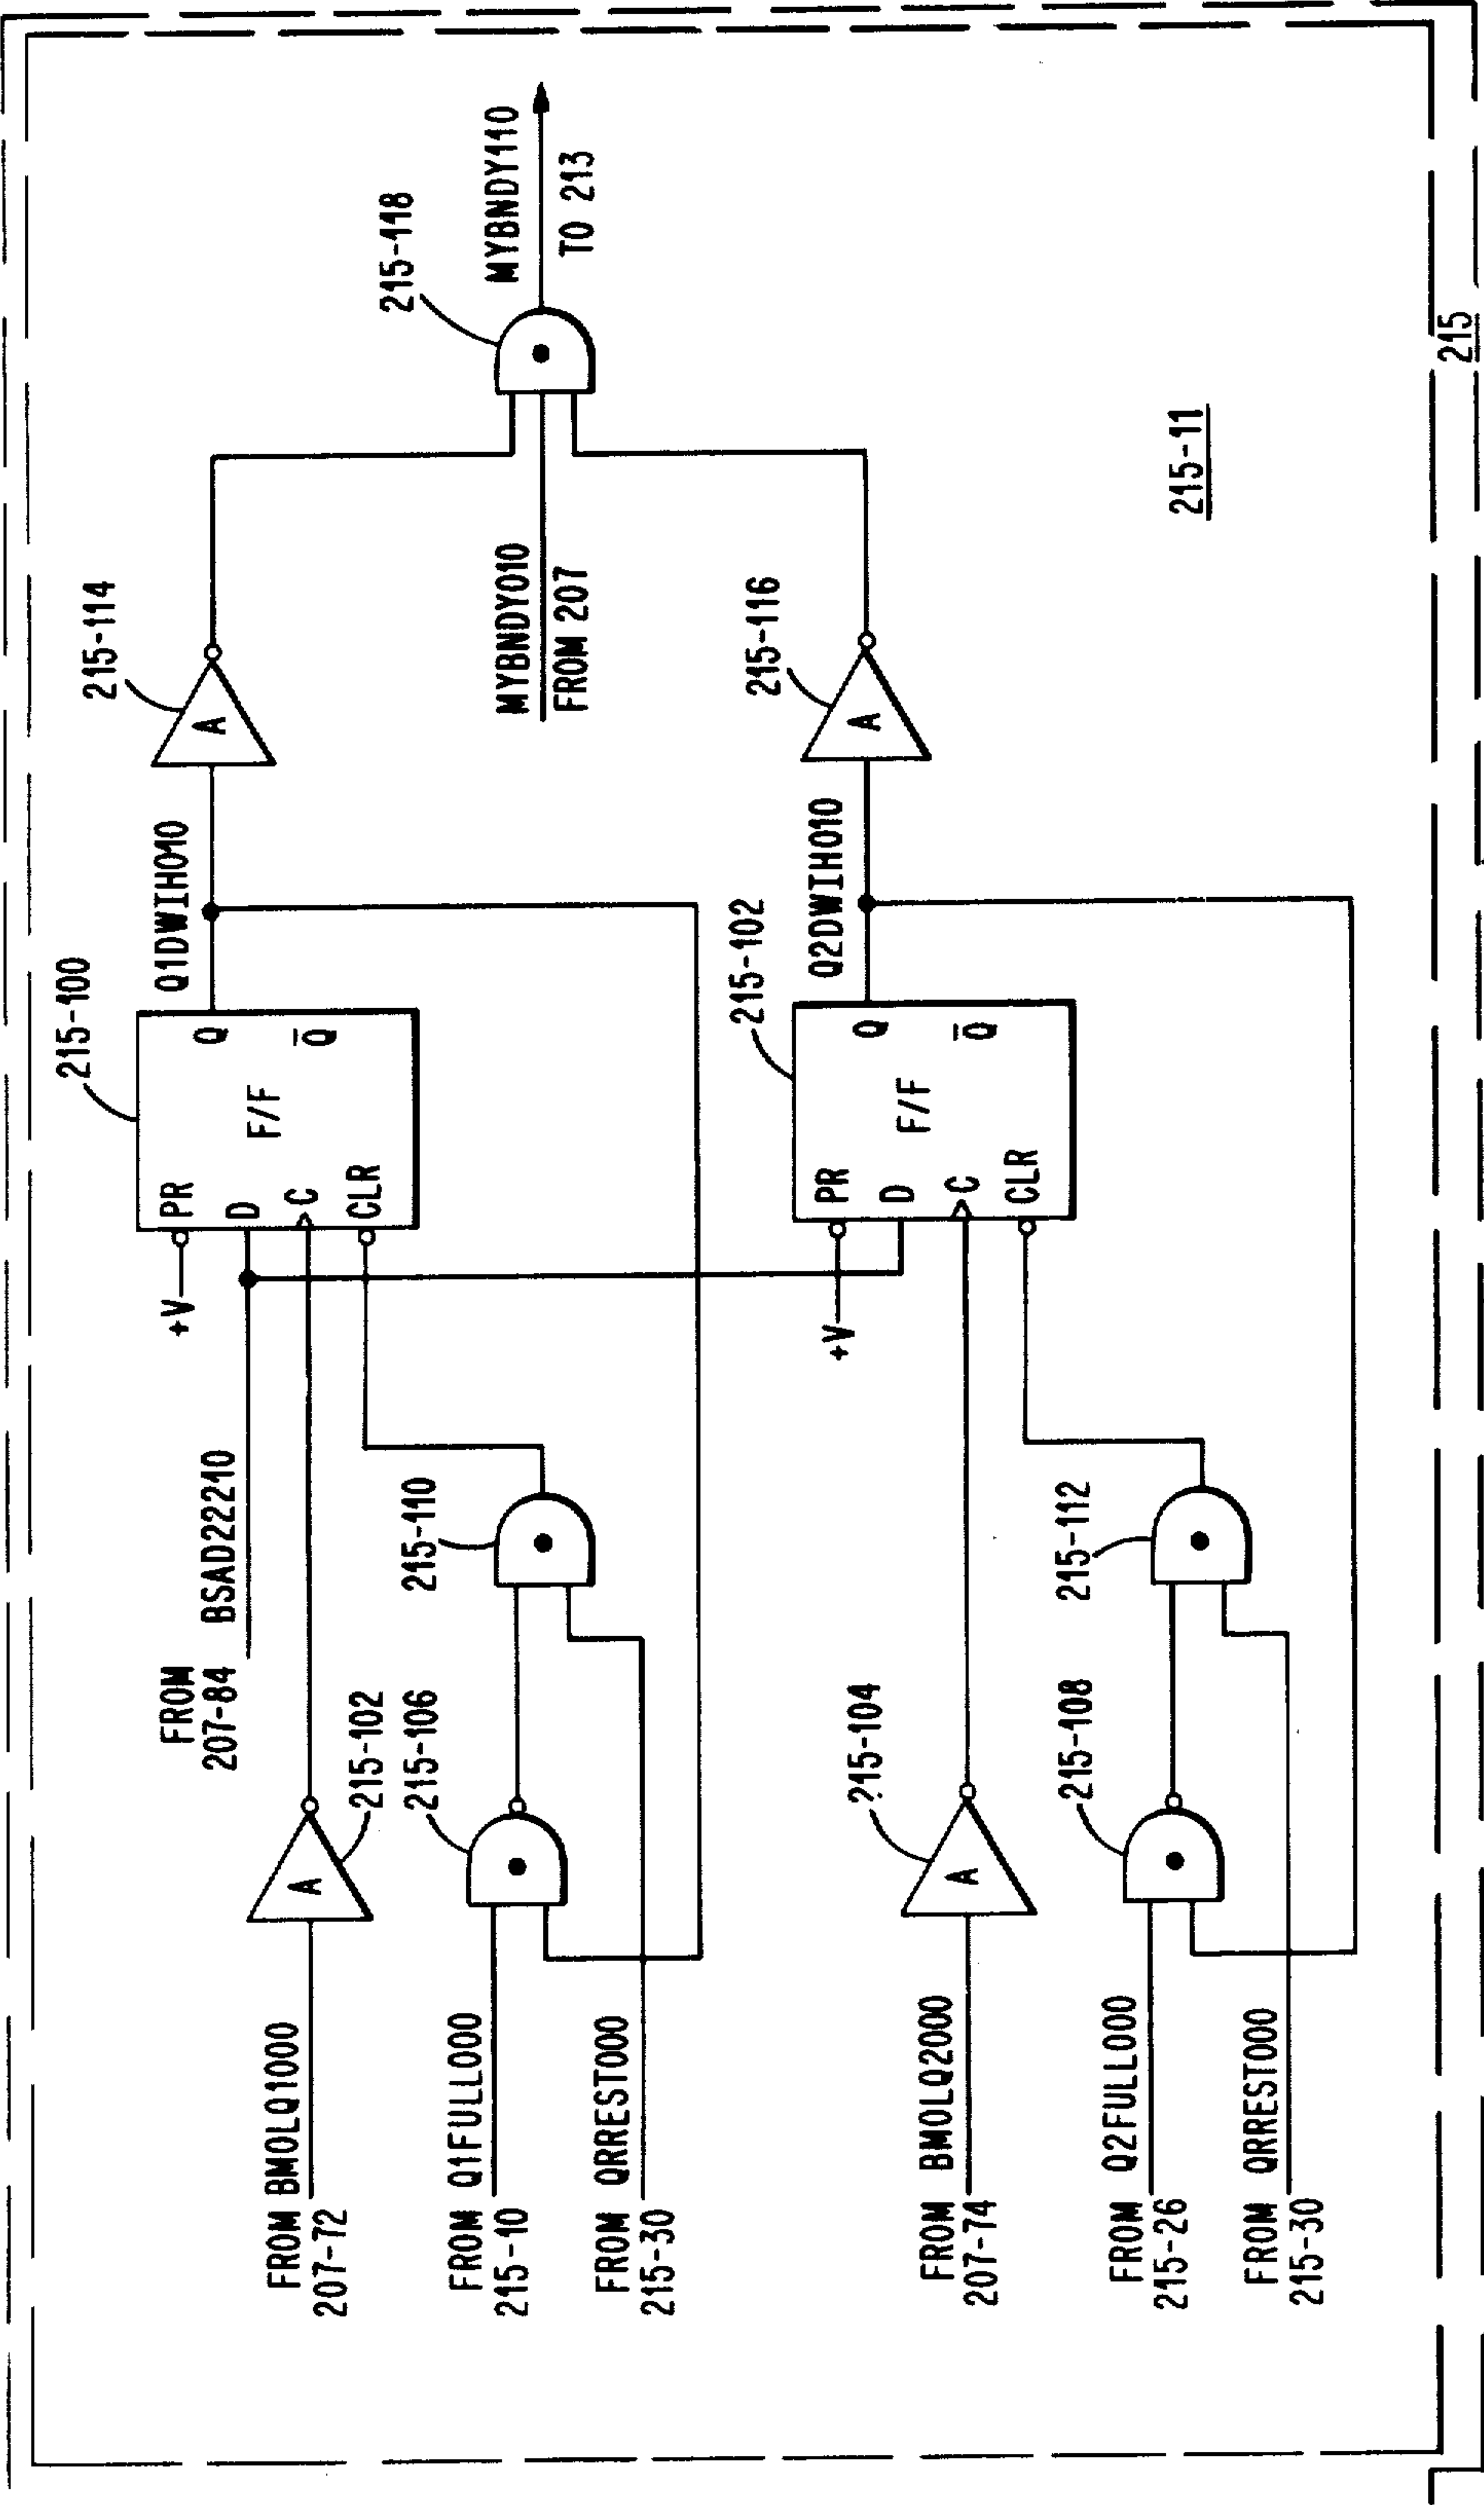 FROM
207-84
BSAD22210
+V
PR
D
C
CLR
F/F
Q
Q̅
215-100
Q1DWIH010
A
215-114
FROM BMOLQ1000
207-72
A
215-102
FROM Q1FULL000
215-10
215-106
215-110
FROM QRREST000
215-30
MYBNDY010
FROM 207
215-118
MYBNDY110
TO 213
+V
PR
D
C
CLR
F/F
Q
Q̅
215-102
Q2DWIH010
A
215-116
FROM BMOLQ2000
207-74
A
215-104
FROM Q2FULL000
215-26
215-108
215-112
FROM QRREST000
215-30
215-11
215